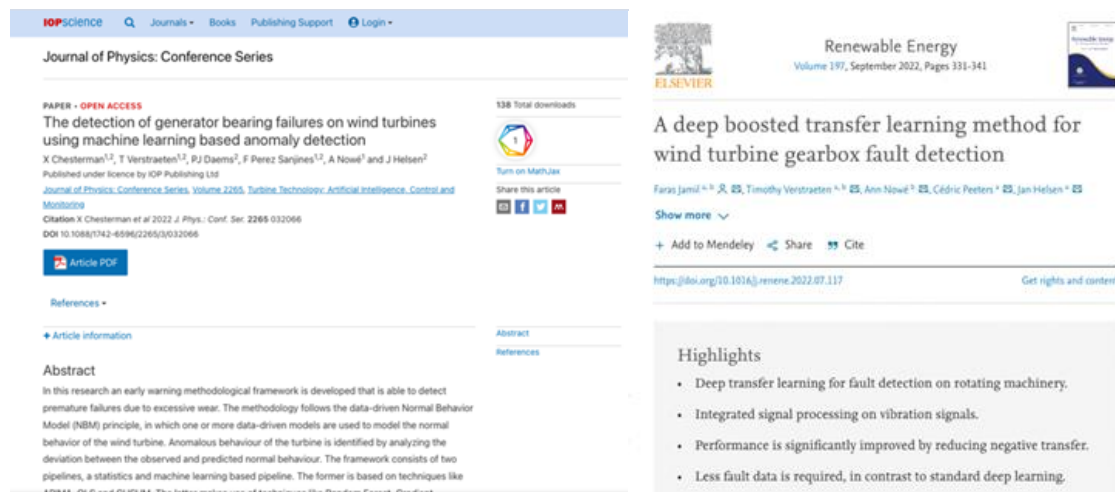 IOPscience Journals Books Publishing Support Login
Journal of Physics: Conference Series
PAPER • OPEN ACCESS
The detection of generator bearing failures on wind turbines
using machine learning based anomaly detection
X Chesterman1,2, T Verstraeten1,2, PJ Daems2, F Perez Sanjines1,2, A Nowé1 and J Helsen2
Published under licence by IOP Publishing Ltd
Journal of Physics: Conference Series, Volume 2265, Turbine Technology; Artificial Intelligence, Control and
Monitoring
Citation X Chesterman et al 2022 J. Phys.: Conf. Ser. 2265 032066
DOI 10.1088/1742-6596/2265/3/032066
Article PDF
References
+ Article information
Abstract
In this research an early warning methodological framework is developed that is able to detect
premature failures due to excessive wear. The methodology follows the data-driven Normal Behavior
Model (NBM) principle, in which one or more data-driven models are used to model the normal
behavior of the wind turbine. Anomalous behaviour of the turbine is identified by analyzing the
deviation between the observed and predicted normal behaviour. The framework consists of two
pipelines, a statistics and machine learning based pipeline. The former is based on techniques like
138 Total downloads
1
Turn on MathJax
Share this article
Abstract
References
ELSEVIER
Renewable Energy
Volume 197, September 2022, Pages 331-341
A deep boosted transfer learning method for
wind turbine gearbox fault detection
Faras Jamil a b, Timothy Verstraeten a b, Ann Nowé b, Cédric Peeters a, Jan Helsen a
Show more
+ Add to Mendeley Share Cite
https://doi.org/10.1016/j.renene.2022.07.117 Get rights and content
Highlights
• Deep transfer learning for fault detection on rotating machinery.
• Integrated signal processing on vibration signals.
• Performance is significantly improved by reducing negative transfer.
• Less fault data is required, in contrast to standard deep learning.